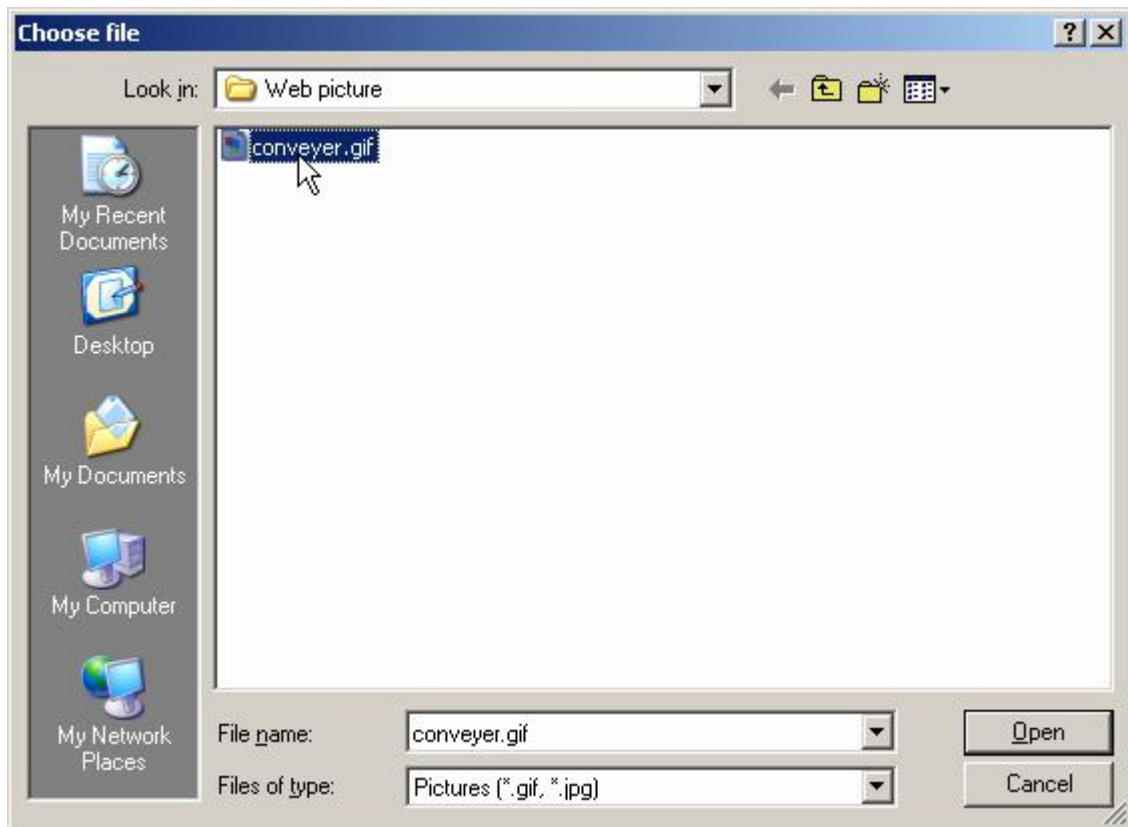 Choose file
Look in:
Web picture
conveyer.gif
My Recent
Documents
Desktop
My Documents
My Computer
My Network
Places
File name:
conveyer.gif
Open
Files of type:
Pictures (*.gif, *.jpg)
Cancel